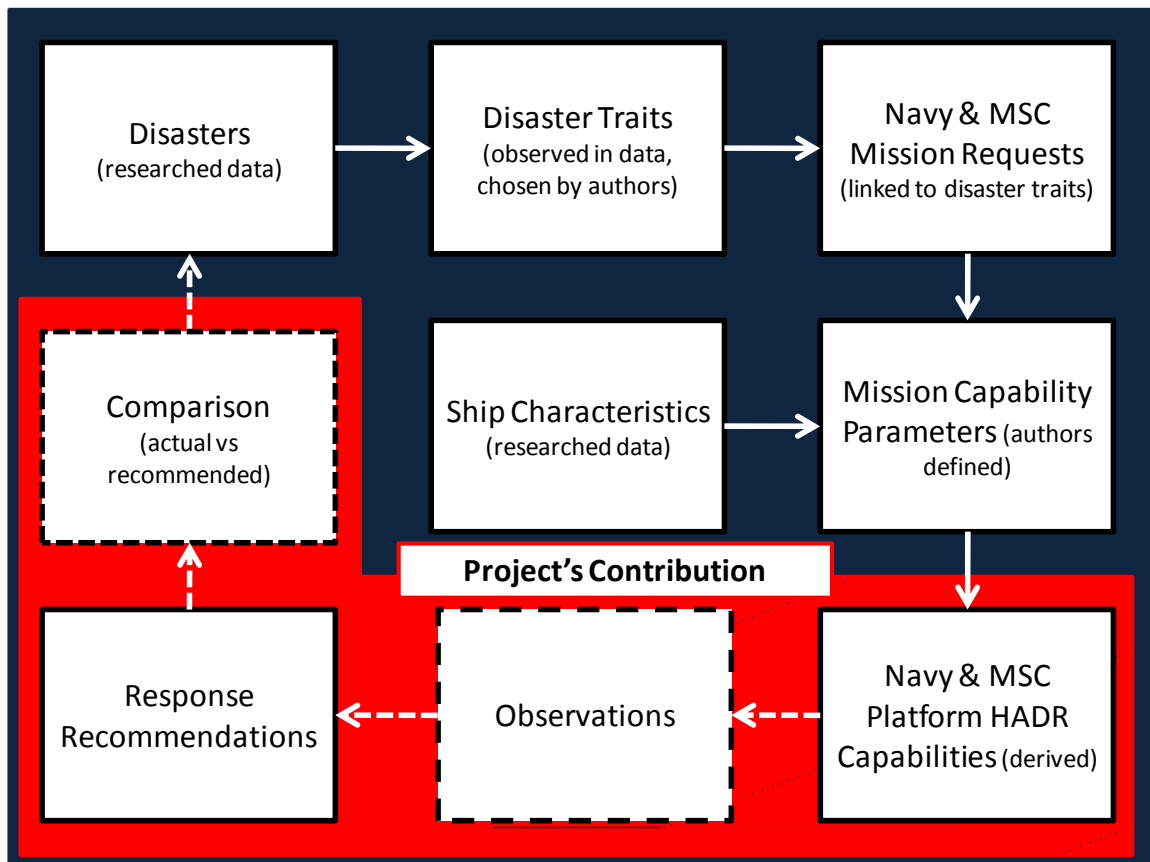 Disasters
(researched data)
Disaster Traits
(observed in data,
chosen by authors)
Navy & MSC
Mission Requests
(linked to disaster traits)
Comparison
(actual vs
recommended)
Ship Characteristics
(researched data)
Mission Capability
Parameters (authors
defined)
Project's Contribution
Response
Recommendations
Observations
Navy & MSC
Platform HADR
Capabilities (derived)